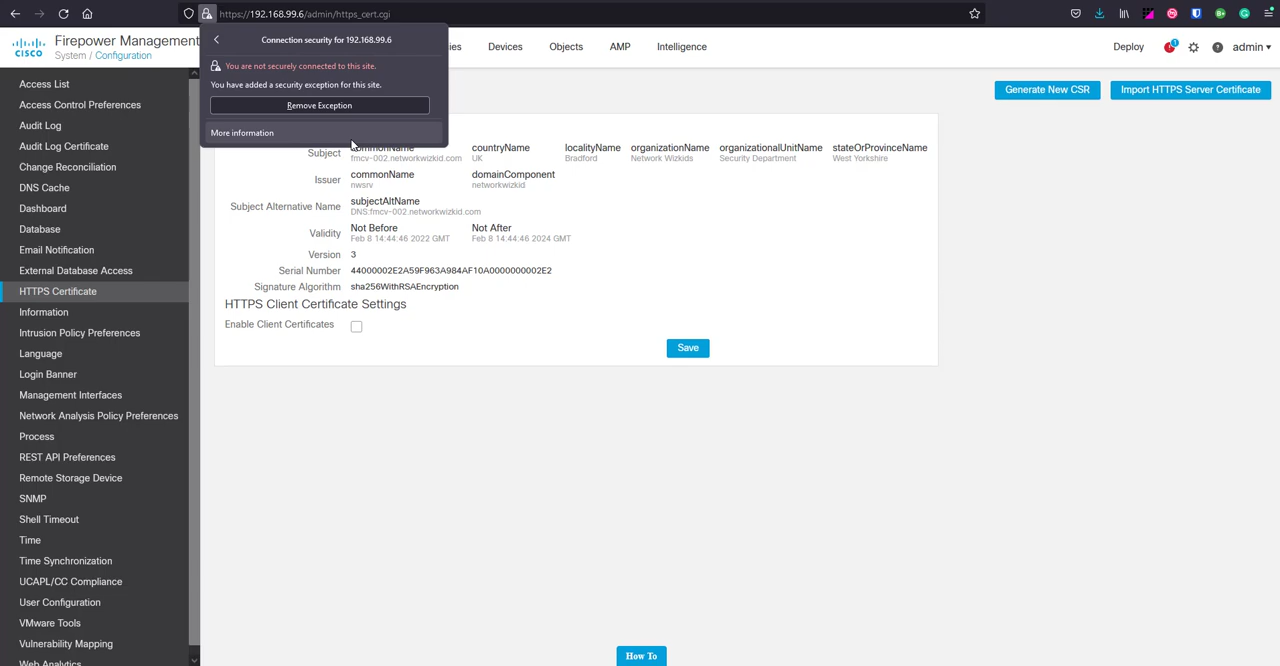 https://192.168.99.6/admin/https_cert.cgi
CISCO
Firepower Management
System / Configuration
ies
Devices
Objects
AMP
Intelligence
Deploy
1
admin
Connection security for 192.168.99.6
You are not securely connected to this site.
You have added a security exception for this site.
Remove Exception
More information
Generate New CSR
Import HTTPS Server Certificate
Access List
Access Control Preferences
Audit Log
Audit Log Certificate
Change Reconciliation
DNS Cache
Dashboard
Database
Email Notification
External Database Access
HTTPS Certificate
Information
Intrusion Policy Preferences
Language
Login Banner
Management Interfaces
Network Analysis Policy Preferences
Process
REST API Preferences
Remote Storage Device
SNMP
Shell Timeout
Time
Time Synchronization
UCAPL/CC Compliance
User Configuration
VMware Tools
Vulnerability Mapping
Web Analytics
Subject
commonName
countryName
localityName
organizationName
organizationalUnitName
stateOrProvinceName
fmcv-002.networkwizkid.com
UK
Bradford
Network Wizkids
Security Department
West Yorkshire
Issuer
commonName
domainComponent
nwsrv
networkwizkid
Subject Alternative Name
subjectAltName
DNS:fmcv-002.networkwizkid.com
Validity
Not Before
Not After
Feb 8 14:44:46 2022 GMT
Feb 8 14:44:46 2024 GMT
Version 3
Serial Number 44000002E2A59F963A984AF10A0000000002E2
Signature Algorithm sha256WithRSAEncryption
HTTPS Client Certificate Settings
Enable Client Certificates
Save
How To